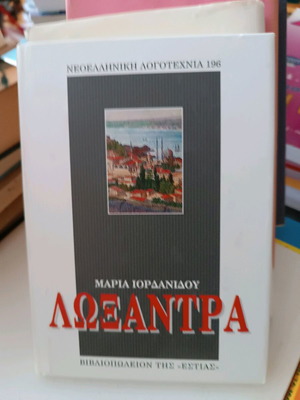 ΝΕΟΕΛΛΗΝΙΚΗ ΛΟΓΟΤΕΧΝΙΑ 196
ΜΑΡΙΑ ΙΟΡΔΑΝΙΔΟΥ
ΛΩΞΑΝΤΡΑ
ΒΙΒΛΙΟΠΩΛΕΙΟΝ ΤΗΣ «ΕΣΤΙΑΣ»